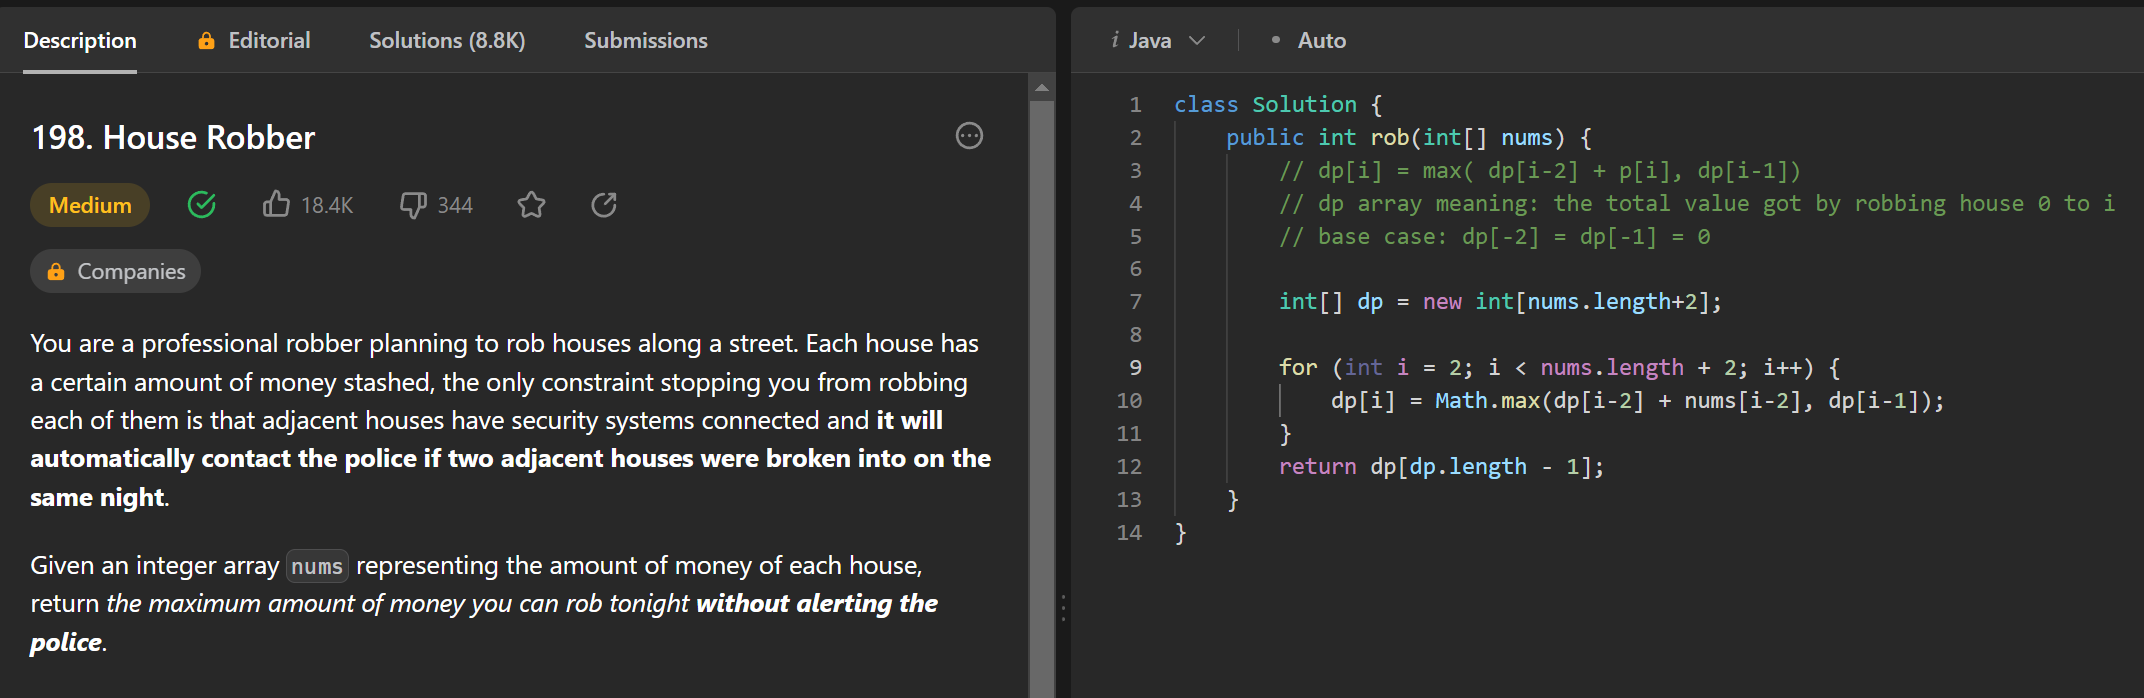 Description Editorial Solutions (8.8K) Submissions
198. House Robber
Medium 18.4K 344
Companies
You are a professional robber planning to rob houses along a street. Each house has
a certain amount of money stashed, the only constraint stopping you from robbing
each of them is that adjacent houses have security systems connected and it will
automatically contact the police if two adjacent houses were broken into on the
same night.
Given an integer array nums representing the amount of money of each house,
return the maximum amount of money you can rob tonight without alerting the
police.
i Java Auto
1 class Solution {
2 public int rob(int[] nums) {
3 // dp[i] = max( dp[i-2] + p[i], dp[i-1])
4 // dp array meaning: the total value got by robbing house 0 to i
5 // base case: dp[-2] = dp[-1] = 0
6
7 int[] dp = new int[nums.length+2];
8
9 for (int i = 2; i < nums.length + 2; i++) {
10 dp[i] = Math.max(dp[i-2] + nums[i-2], dp[i-1]);
11 }
12 return dp[dp.length - 1];
13 }
14 }